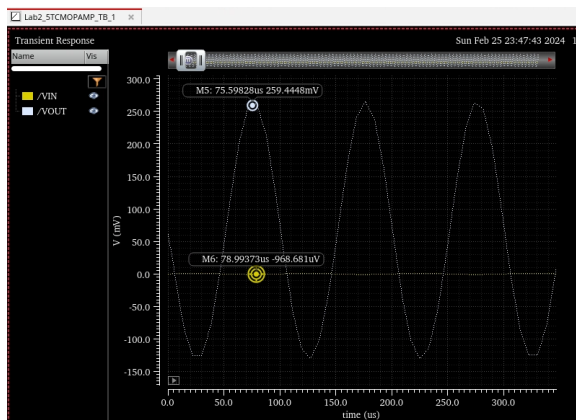 Lab2_5TCMOPAMP_TB_1 ×
Transient Response
Sun Feb 25 23:47:43 2024 1
Name Vis
/VIN
/VOUT
V (mV)
300.0
250.0
200.0
150.0
100.0
50.0
0.0
-50.0
-100.0
-150.0
M5: 75.59828us 259.4448mV
M6: 78.99373us -968.681uV
0.0 50.0 100.0 150.0 200.0 250.0 300.0
time (us)